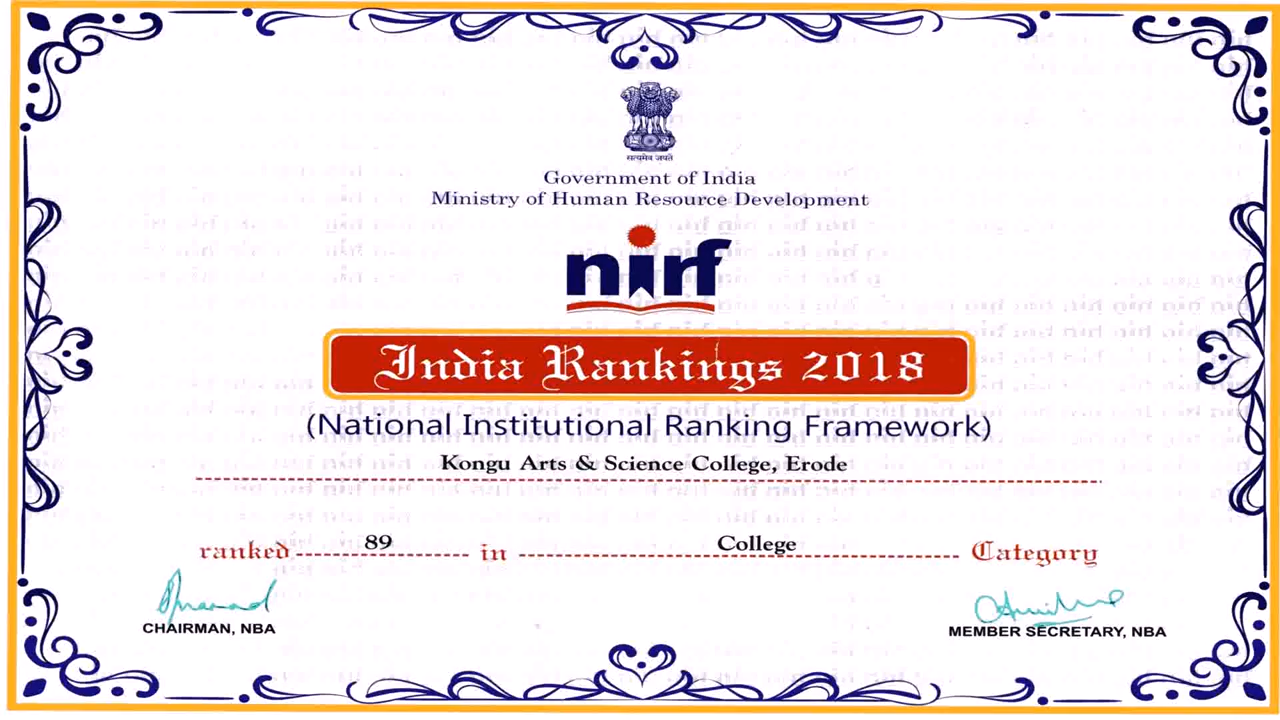 सत्यमेव जयते
Government of India
Ministry of Human Resource Development
nirf
India Rankings 2018
(National Institutional Ranking Framework)
Kongu Arts & Science College, Erode
ranked 89 in College Category
CHAIRMAN, NBA
MEMBER SECRETARY, NBA